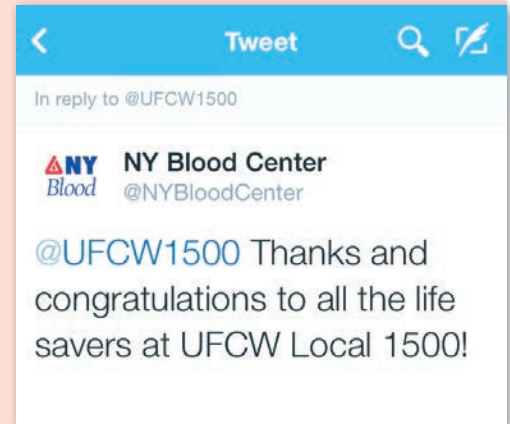 Tweet
In reply to @UFCW1500
NY
Blood
NY Blood Center
@NYBloodCenter
@UFCW1500 Thanks and
congratulations to all the life
savers at UFCW Local 1500!